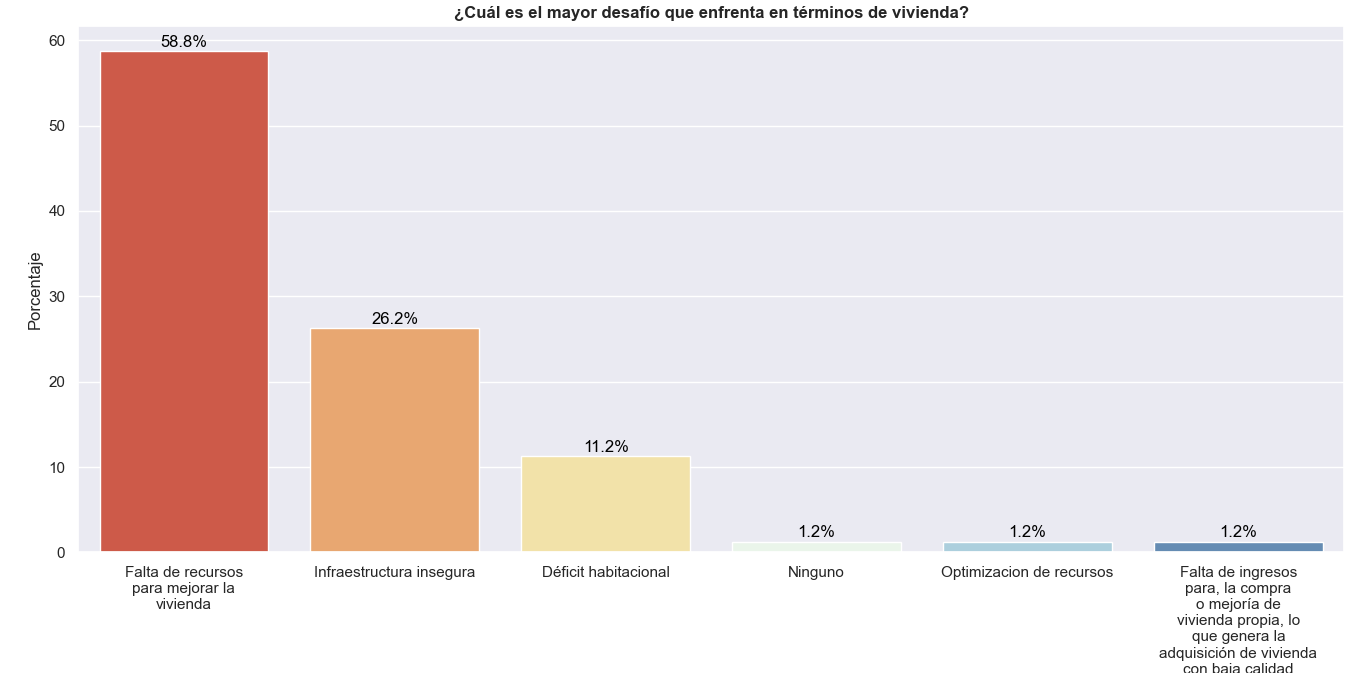 ¿Cuál es el mayor desafío que enfrenta en términos de vivienda?
Porcentaje
60
50
40
30
20
10
0
58.8%
26.2%
11.2%
1.2%
1.2%
1.2%
Falta de recursos
para mejorar la
vivienda
Infraestructura insegura
Déficit habitacional
Ninguno
Optimizacion de recursos
Falta de ingresos
para, la compra
o mejoría de
vivienda propia, lo
que genera la
adquisición de vivienda
con baja calidad